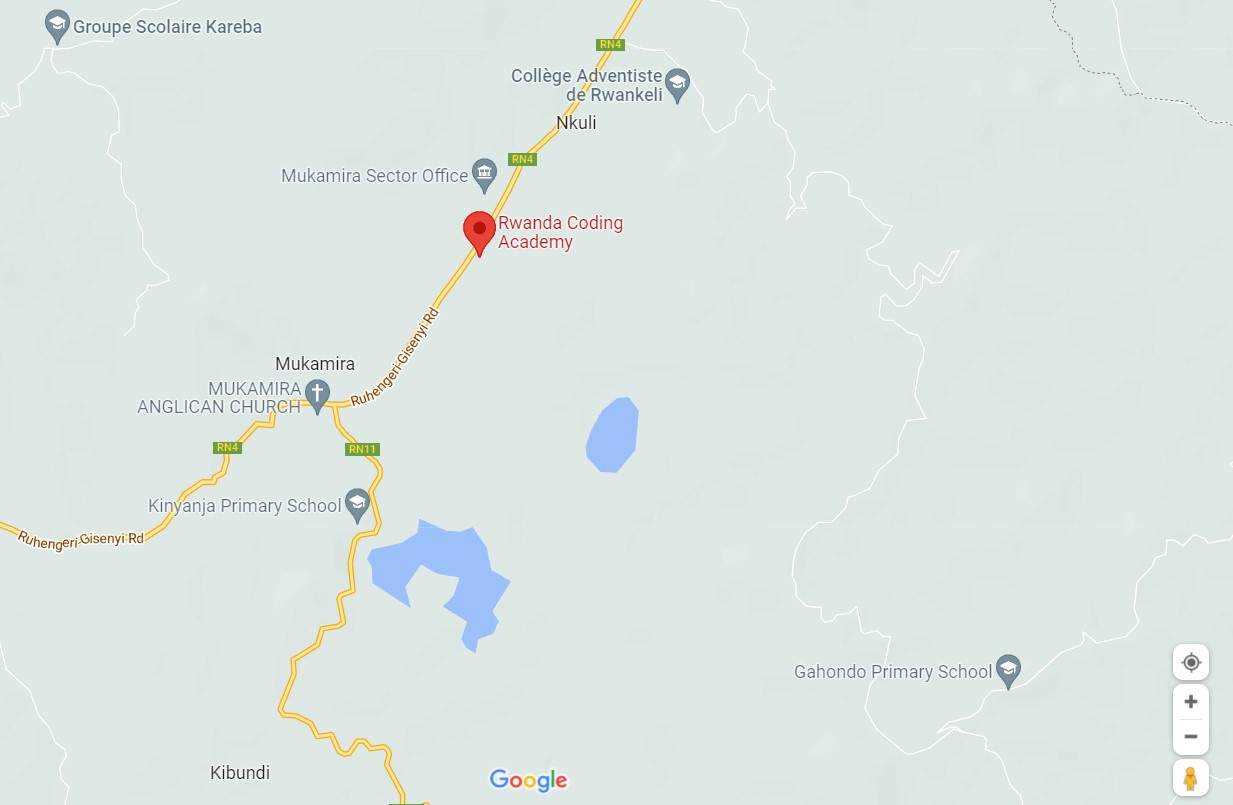 Groupe Scolaire Kareba
RN4
Collège Adventiste
de Rwankeli
Nkuli
RN4
Mukamira Sector Office
Rwanda Coding
Academy
Ruhengeri-Gisenyi Rd
Mukamira
MUKAMIRA
ANGLICAN CHURCH
RN4
RN11
Kinyanja Primary School
Ruhengeri-Gisenyi Rd
Gahondo Primary School
Kibundi
Google